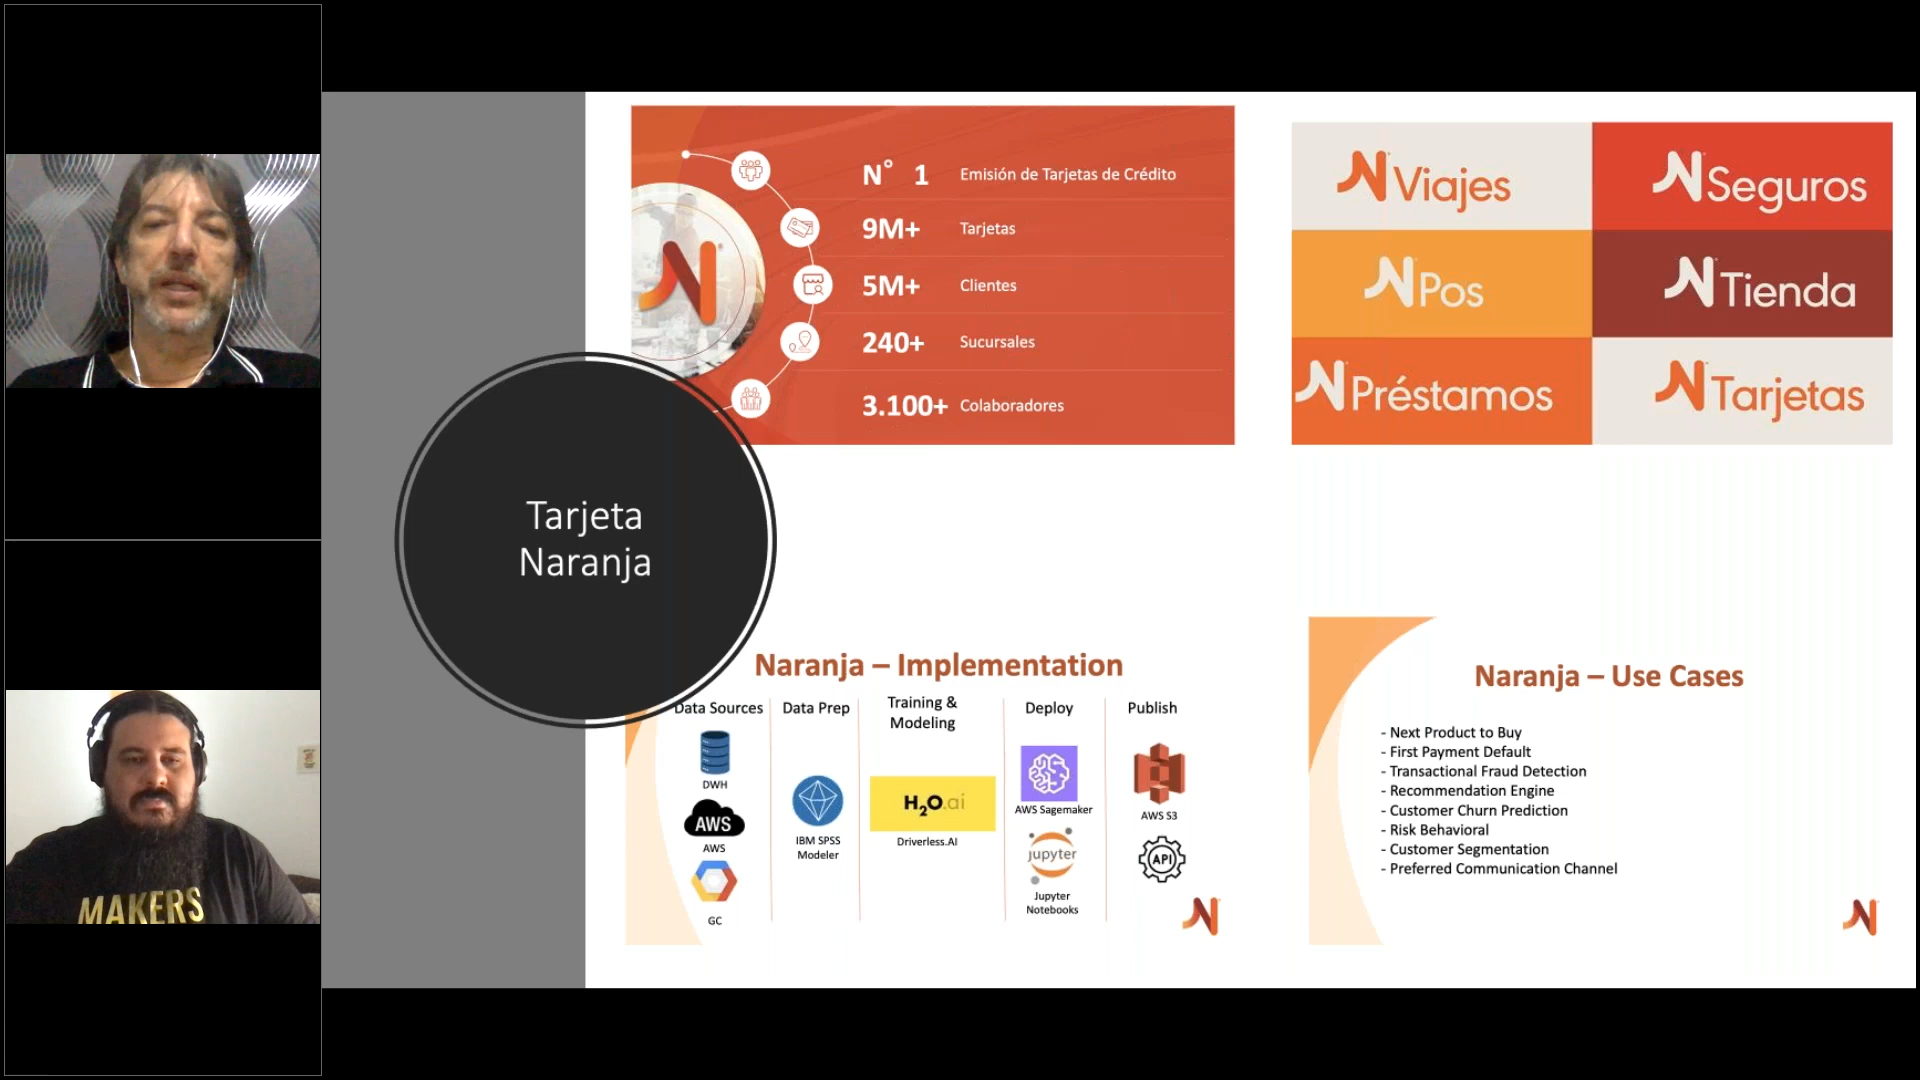 MAKERS
Tarjeta
Naranja
N° 1 Emisión de Tarjetas de Crédito
9M+ Tarjetas
5M+ Clientes
240+ Sucursales
3.100+ Colaboradores
N Viajes
N Seguros
N Pos
N Tienda
N Préstamos
N Tarjetas
Naranja – Implementation
Data Sources
DWH
AWS
AWS
GC
Data Prep
IBM SPSS
Modeler
Training &
Modeling
H2O.ai
Driverless.AI
Deploy
AWS Sagemaker
jupyter
Jupyter
Notebooks
Publish
AWS S3
API
Naranja – Use Cases
- Next Product to Buy
- First Payment Default
- Transactional Fraud Detection
- Recommendation Engine
- Customer Churn Prediction
- Risk Behavioral
- Customer Segmentation
- Preferred Communication Channel